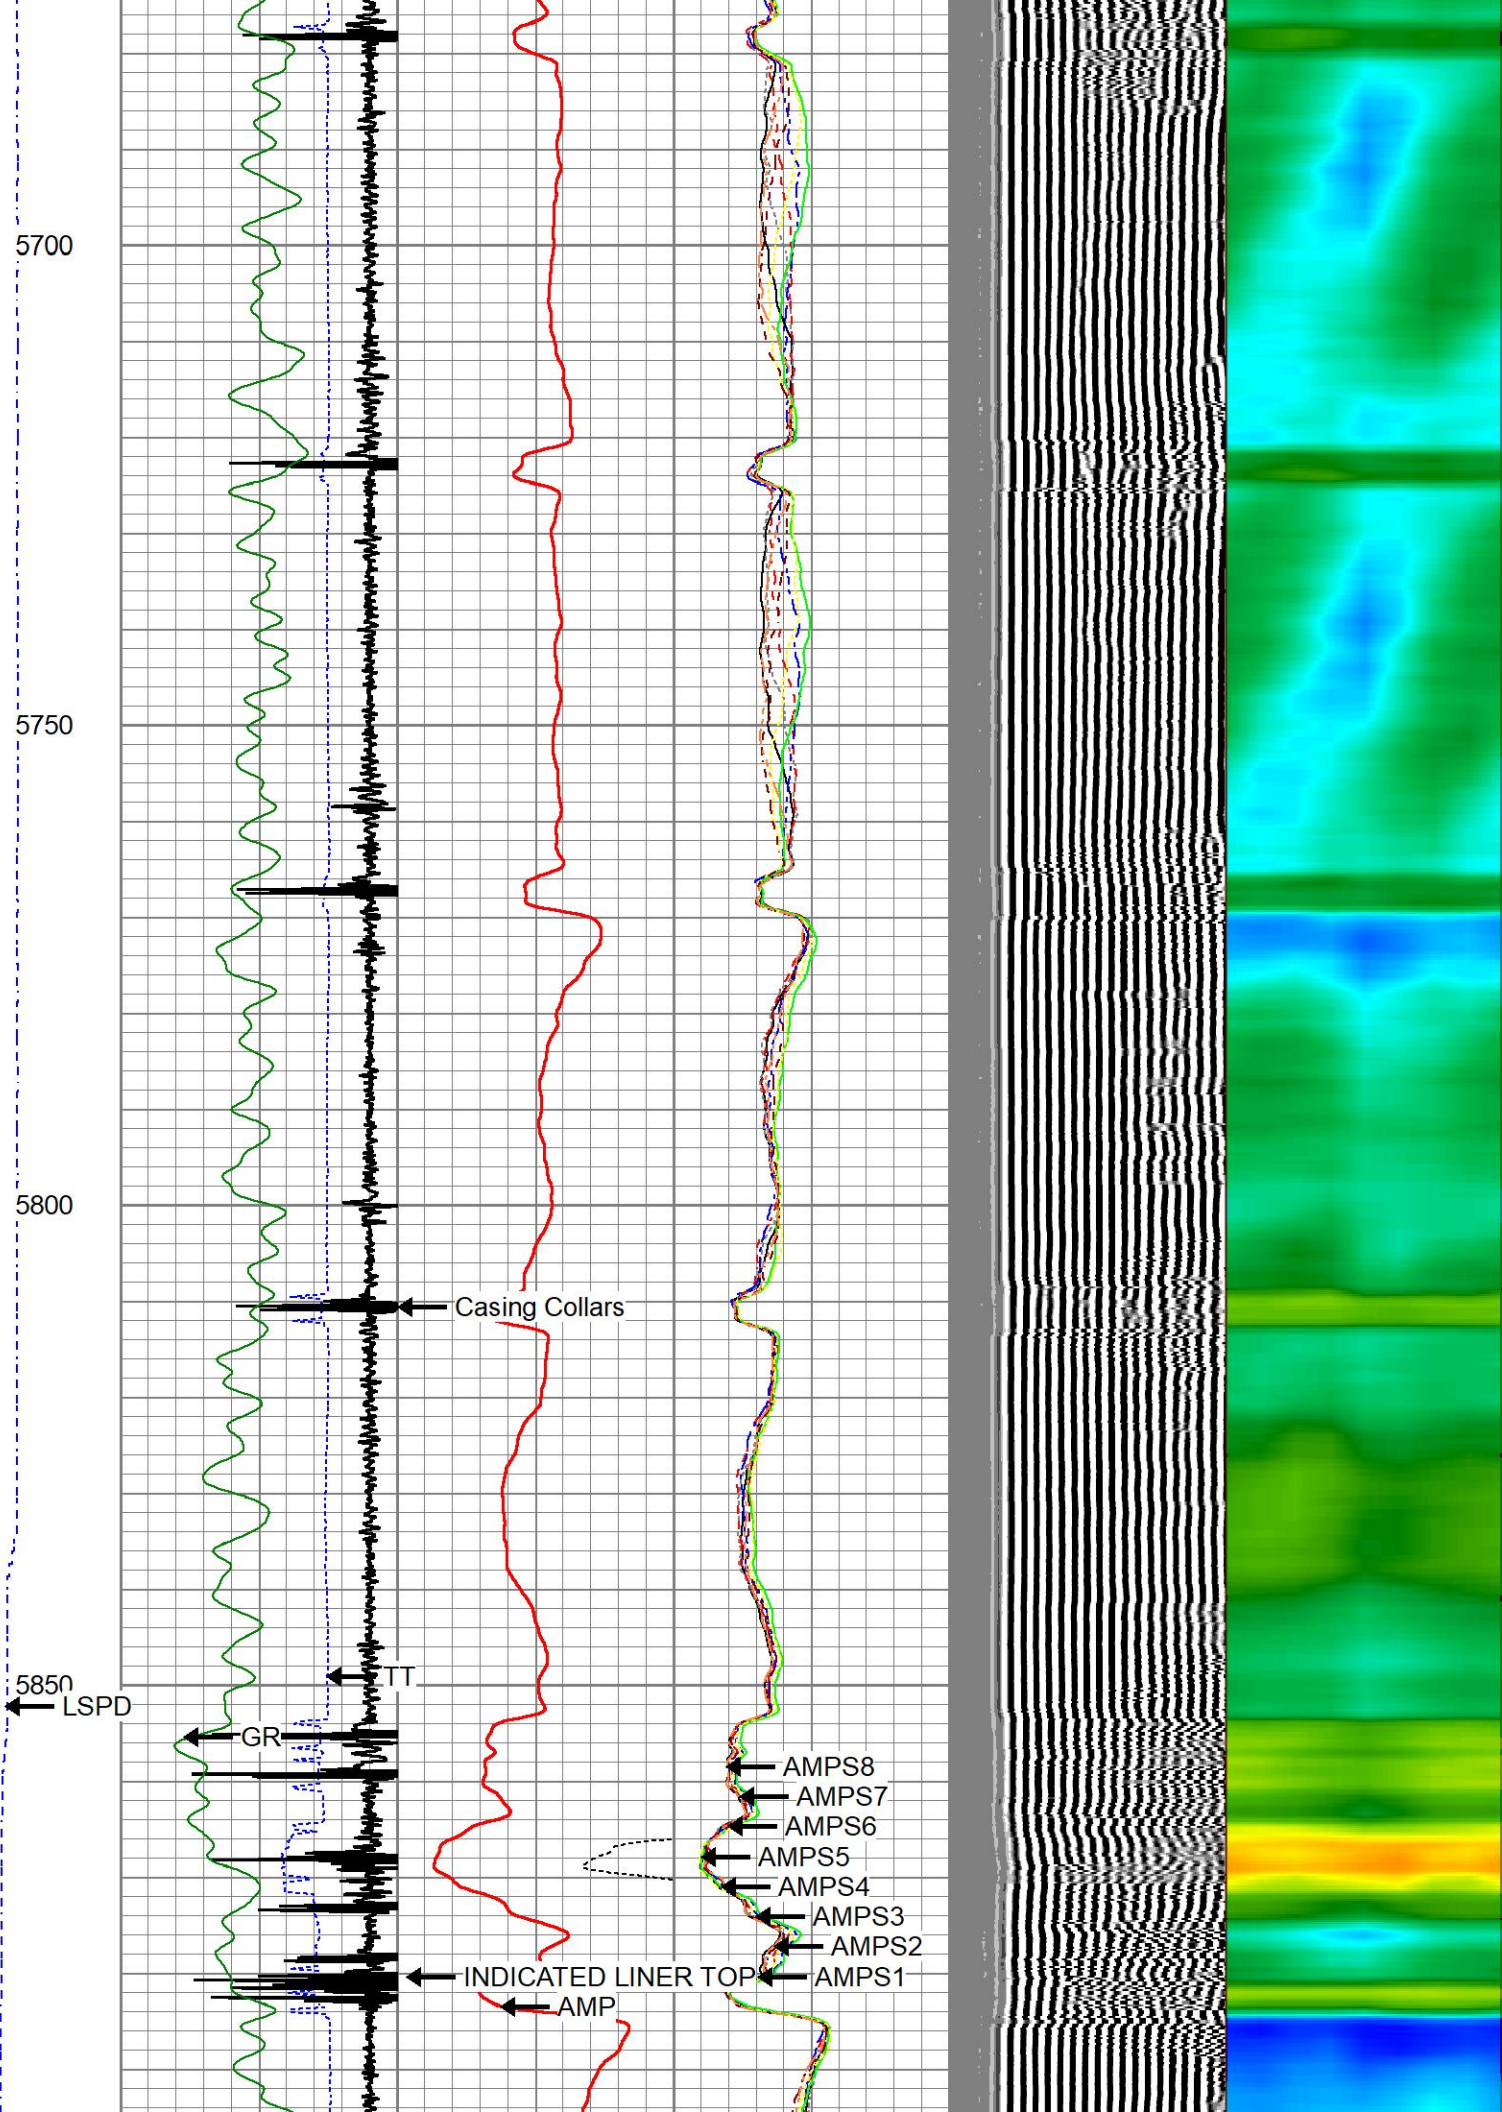 5700
5750
5800
Casing Collars
5850
TT
LSPD
GR
AMPS8
AMPS7
AMPS6
AMPS5
AMPS4
AMPS3
AMPS2
INDICATED LINER TOP
AMPS1
AMP